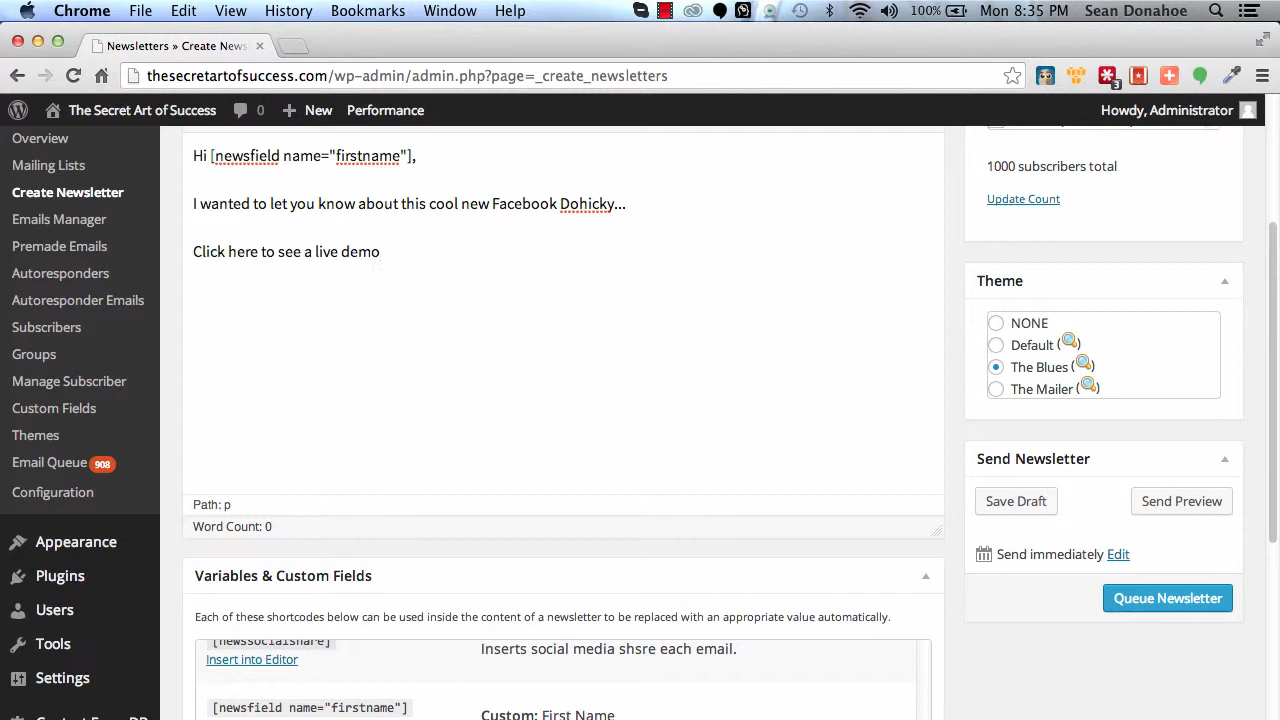 Chrome File Edit View History Bookmarks Window Help 100% Mon 8:35 PM Sean Donahoe
Newsletters » Create News
thesecretartofsuccess.com/wp-admin/admin.php?page=_create_newsletters
3
The Secret Art of Success 0 New Performance Howdy, Administrator
Overview
Mailing Lists
Create Newsletter
Emails Manager
Premade Emails
Autoresponders
Autoresponder Emails
Subscribers
Groups
Manage Subscriber
Custom Fields
Themes
Email Queue 908
Configuration
Appearance
Plugins
Users
Tools
Settings
Hi [newsfield name="firstname"],
I wanted to let you know about this cool new Facebook Dohicky...
Click here to see a live demo
Path: p
Word Count: 0
Variables & Custom Fields
Each of these shortcodes below can be used inside the content of a newsletter to be replaced with an appropriate value automatically.
[newssocialshare]
Insert into Editor
Inserts social media shsre each email.
[newsfield name="firstname"]
Custom: First Name
1000 subscribers total
Update Count
Theme
NONE
Default ( )
The Blues ( )
The Mailer ( )
Send Newsletter
Save Draft Send Preview
Send immediately Edit
Queue Newsletter